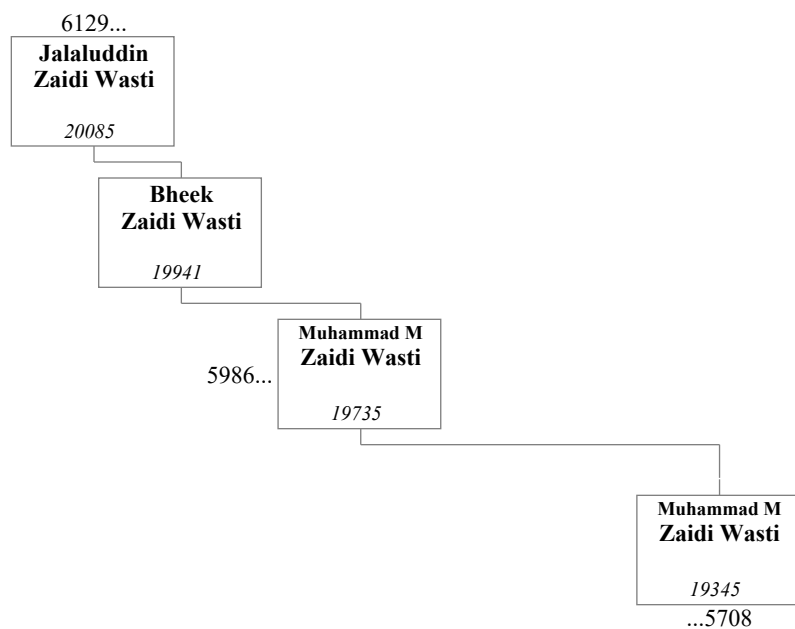 6129...
Jalaluddin
Zaidi Wasti
20085
Bheek
Zaidi Wasti
19941
Muhammad M
Zaidi Wasti
5986...
19735
Muhammad M
Zaidi Wasti
19345
...5708